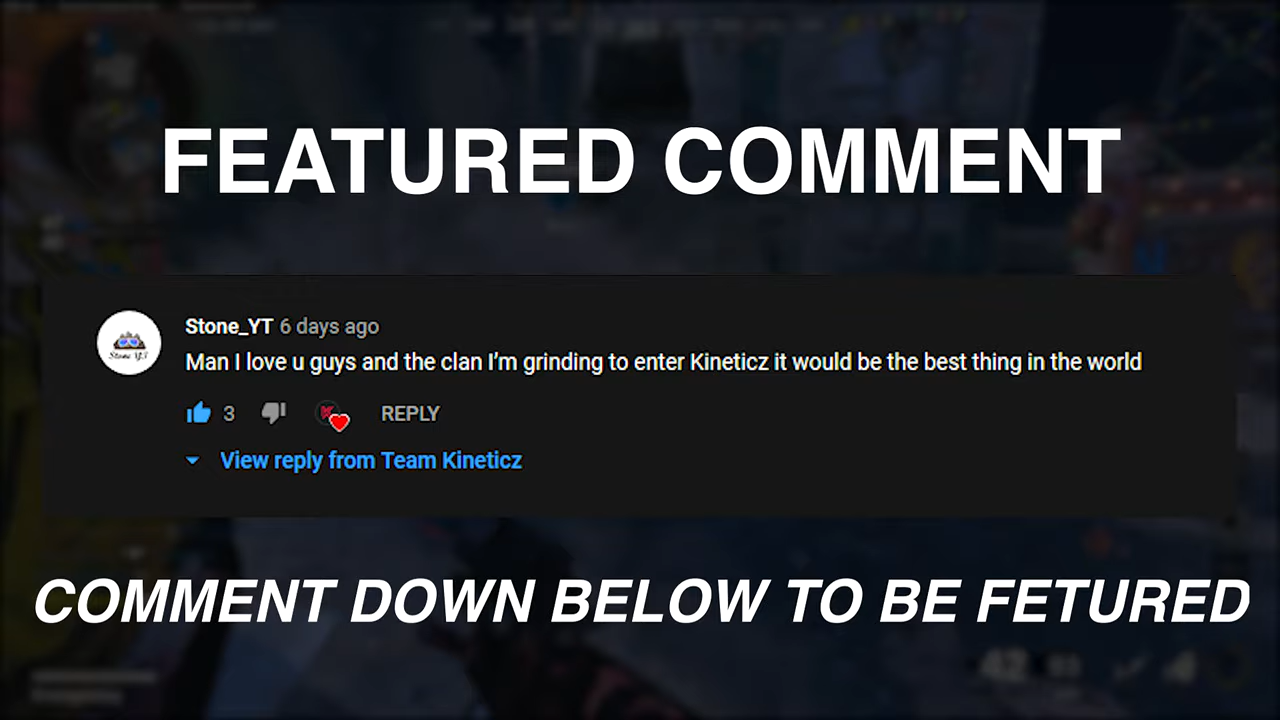 FEATURED COMMENT
Stone_YT 6 days ago
Man I love u guys and the clan I'm grinding to enter Kineticz it would be the best thing in the world
3 REPLY
View reply from Team Kineticz
COMMENT DOWN BELOW TO BE FETURED